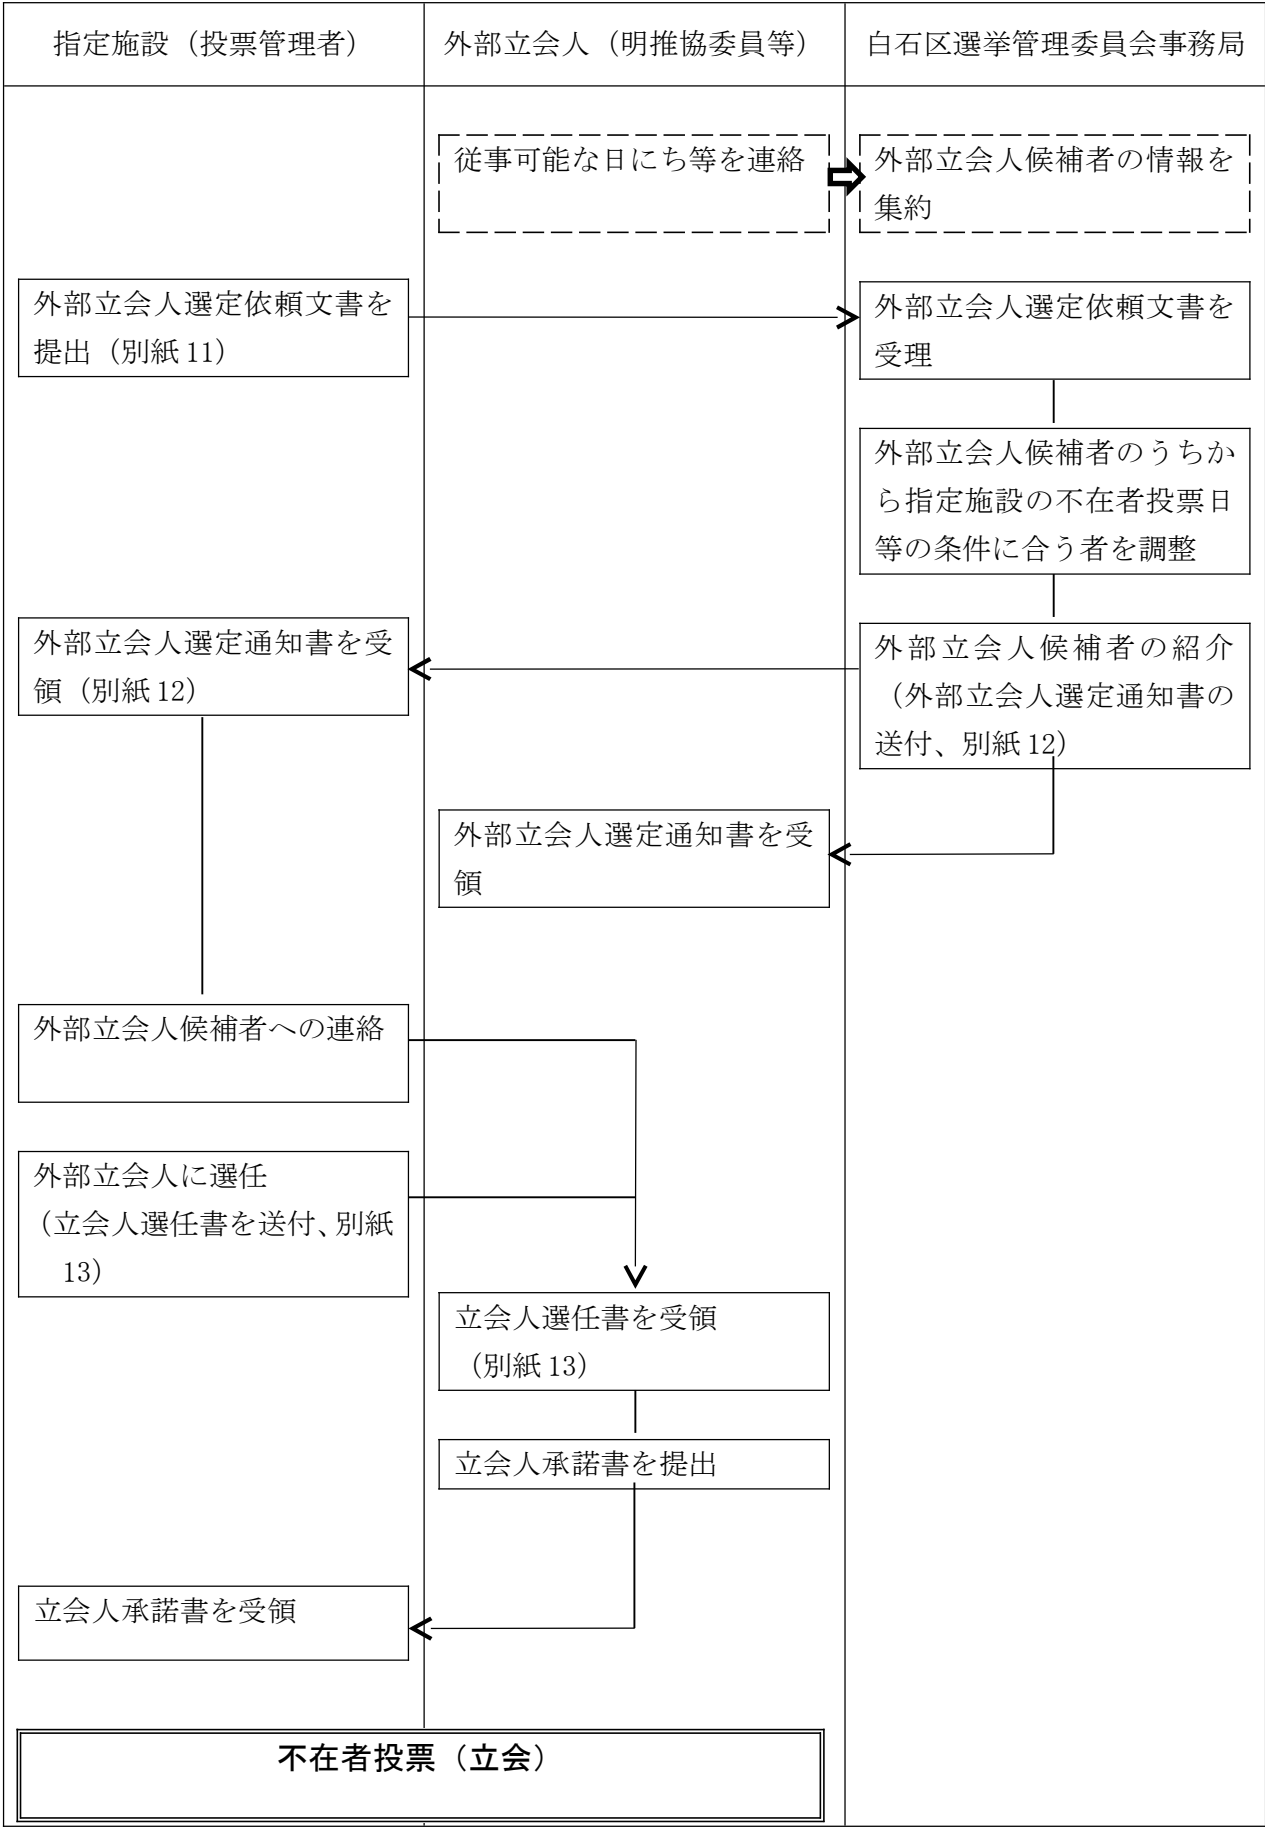 指定施設（投票管理者）
外部立会人（明推協委員等）
白石区選挙管理委員会事務局
従事可能な日にち等を連絡
外部立会人候補者の情報を
集約
外部立会人選定依頼文書を
提出（別紙11）
外部立会人選定依頼文書を
受理
外部立会人候補者のうちか
ら指定施設の不在者投票日
等の条件に合う者を調整
外部立会人選定通知書を受
領（別紙12）
外部立会人候補者の紹介
（外部立会人選定通知書の
送付、別紙12）
外部立会人選定通知書を受
領
外部立会人候補者への連絡
外部立会人に選任
（立会人選任書を送付、別紙
13）
立会人選任書を受領
（別紙13）
立会人承諾書を提出
立会人承諾書を受領
不在者投票（立会）